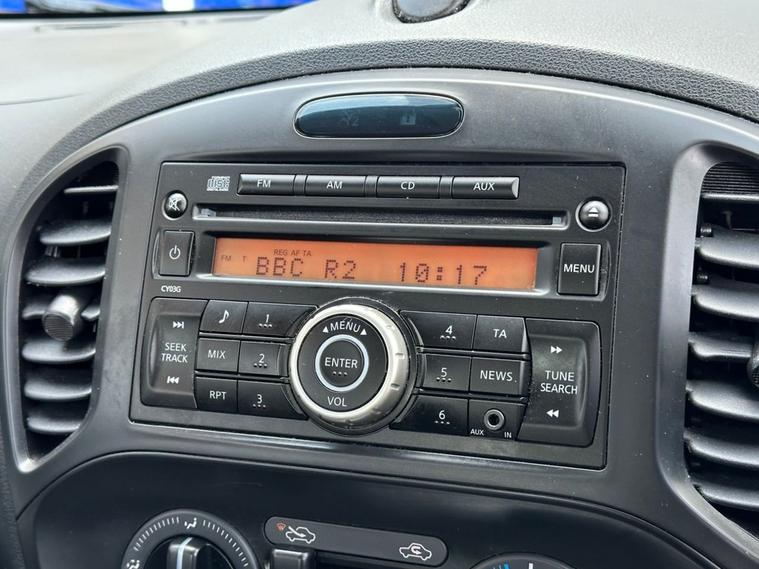 FM AM CD AUX
REG AF TA
FM T BBC R2 10:17
MENU
CY03G
SEEK
TRACK
1
MIX 2
RPT 3
MENU
ENTER
VOL
4 TA
5 NEWS
6
AUX IN
TUNE
SEARCH